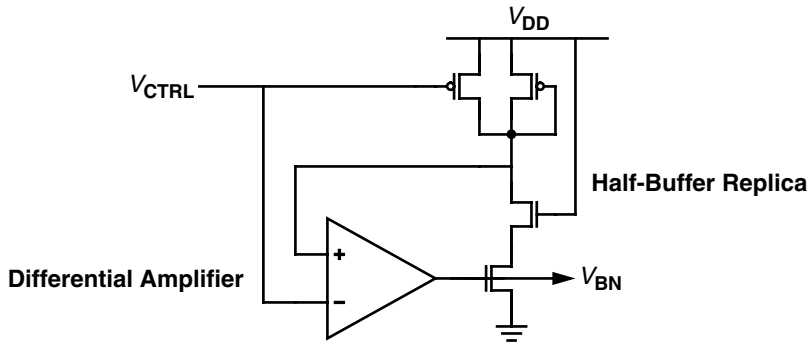 VDD
VCTRL
Half-Buffer Replica
+
Differential Amplifier
VBN
−